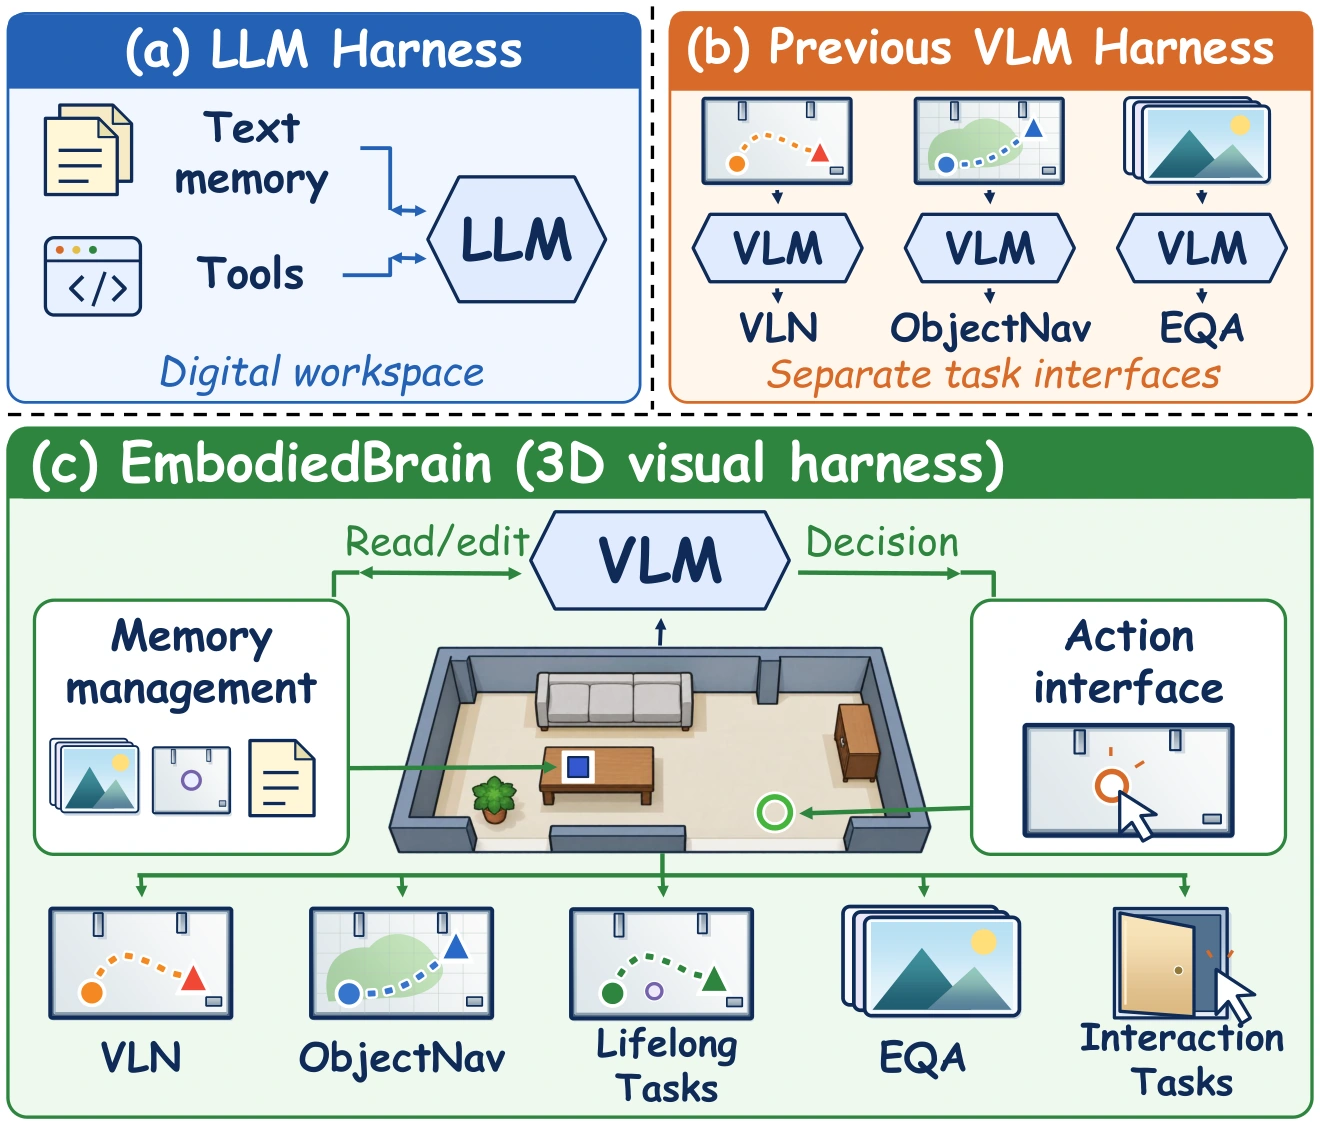 (a) LLM Harness
Text
memory
Tools
</>
LLM
Digital workspace
(b) Previous VLM Harness
VLM
VLM
VLM
VLN
ObjectNav
EQA
Separate task interfaces
(c) EmbodiedBrain (3D visual harness)
Read/edit
VLM
Decision
Memory
management
Action
interface
VLN
ObjectNav
Lifelong
Tasks
EQA
Interaction
Tasks